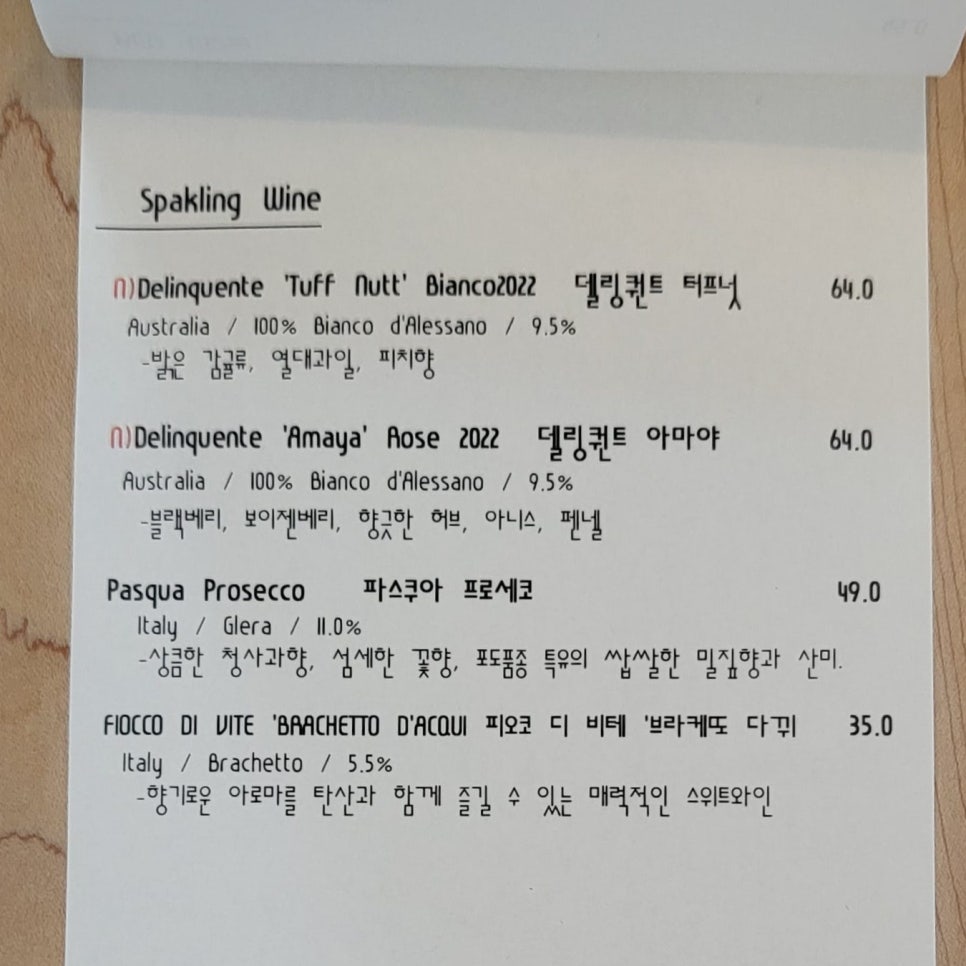 Spakling Wine
n)Delinquente 'Tuff Nutt' Bianco2022 델링퀀트 터프넛 64.0
Australia / 100% Bianco d'Alessano / 9.5%
-밝은 감귤류, 열대과일, 피치향
n)Delinquente 'Amaya' Rose 2022 델링퀀트 아마야 64.0
Australia / 100% Bianco d'Alessano / 9.5%
-블랙베리, 보이젠베리, 향긋한 허브, 아니스, 펜넬
Pasqua Prosecco 파스쿠아 프로세코 49.0
Italy / Glera / 11.0%
-상큼한 청사과향, 섬세한 꽃향, 포도품종 특유의 쌉쌀한 밀짚향과 산미.
FIOCCO DI VITE 'BRACHETTO D'ACQUI 피오코 디 비테 '브라케또 다뀌 35.0
Italy / Brachetto / 5.5%
-향기로운 아로마를 탄산과 함께 즐길 수 있는 매력적인 스위트와인